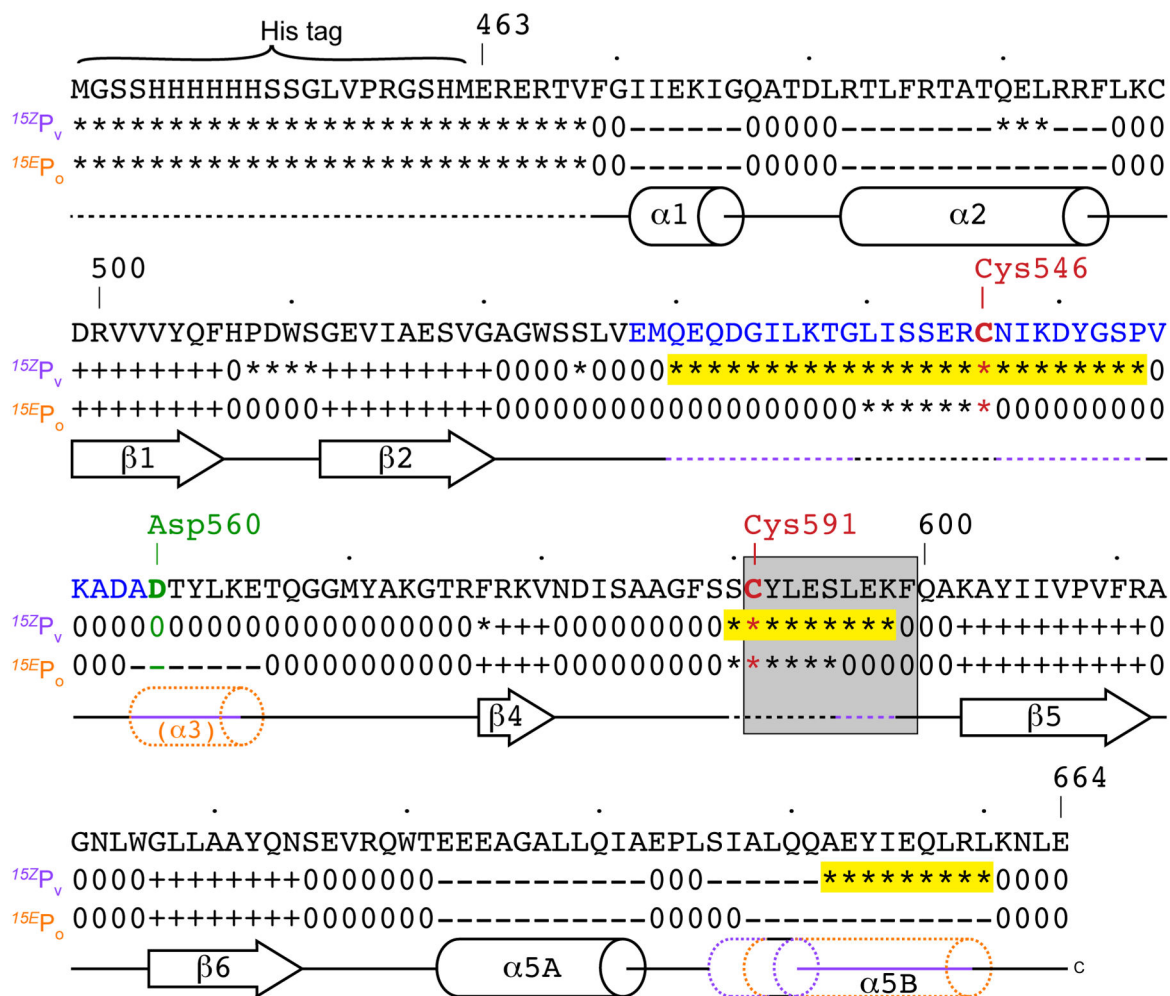 His tag
463
MGSSHHHHHHSSGLVPRGSHMERERTVFGIIEKIGQATDLRTLFRTATQELRRFLKC
15ZPv ***************************00------00000--------***---000
15EPo ***************************00------00000--------------000
α1 α2
500 Cys546
DRVVVYQFHPDWSGEVIAESVGAGWSSLVEMQEQDGILKTGLISSERCNIKDYGSPV
15ZPv ++++++++0****+++++++++0000*0000*************************0
15EPo ++++++++00000+++++++++0000000000000000000*******000000000
β1 β2
Asp560 Cys591 600
KADADTYLKETQGGMYAKGTRFRKVNDISAAGFSSCYLESLEKFQAKAYIIVPVFRA
15ZPv 000000000000000000000*+++000000000*********000++++++++++0
15EPo 000-------00000000000++++000000000******000000++++++++++0
(α3) β4 β5
664
GNLWGLLAAYQNSEVRQWTEEEAGALLQIAEPLSIALQQAEYIEQLRLKNLE
15ZPv 0000++++++++0000000-----------000------*********0000
15EPo 0000++++++++0000000-----------00000-------------0000
β6 α5A α5B C